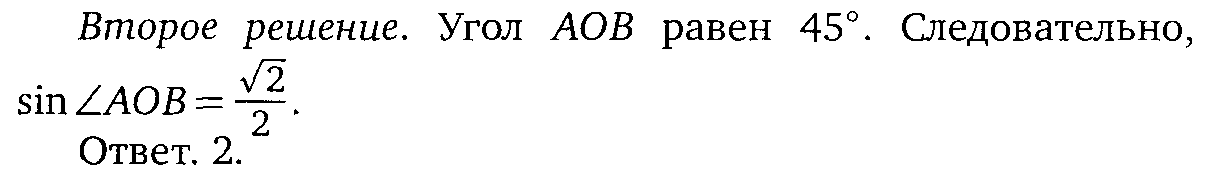 Второе решение. Угол AOB равен 45°. Следовательно,
sin ∠AOB = √2/2.
Ответ. 2.